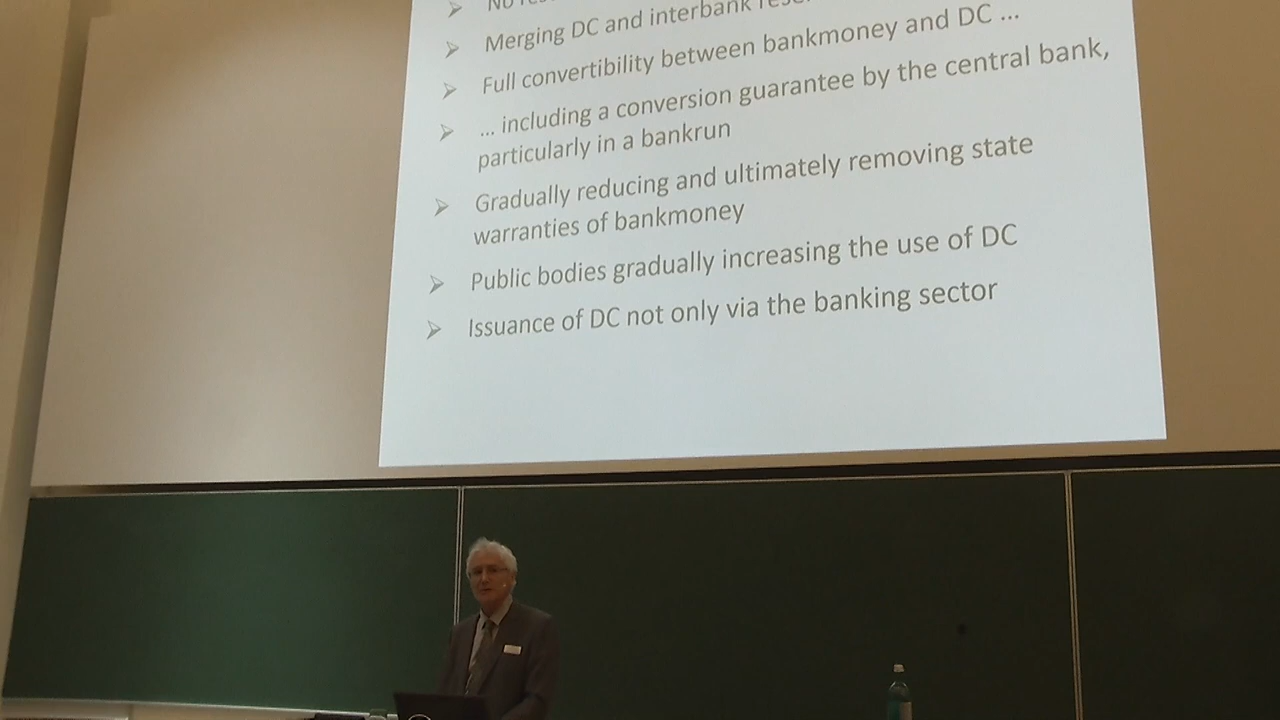 Merging DC and interbank
Full convertibility between bankmoney and DC ...
... including a conversion guarantee by the central bank,
particularly in a bankrun
Gradually reducing and ultimately removing state
warranties of bankmoney
Public bodies gradually increasing the use of DC
Issuance of DC not only via the banking sector